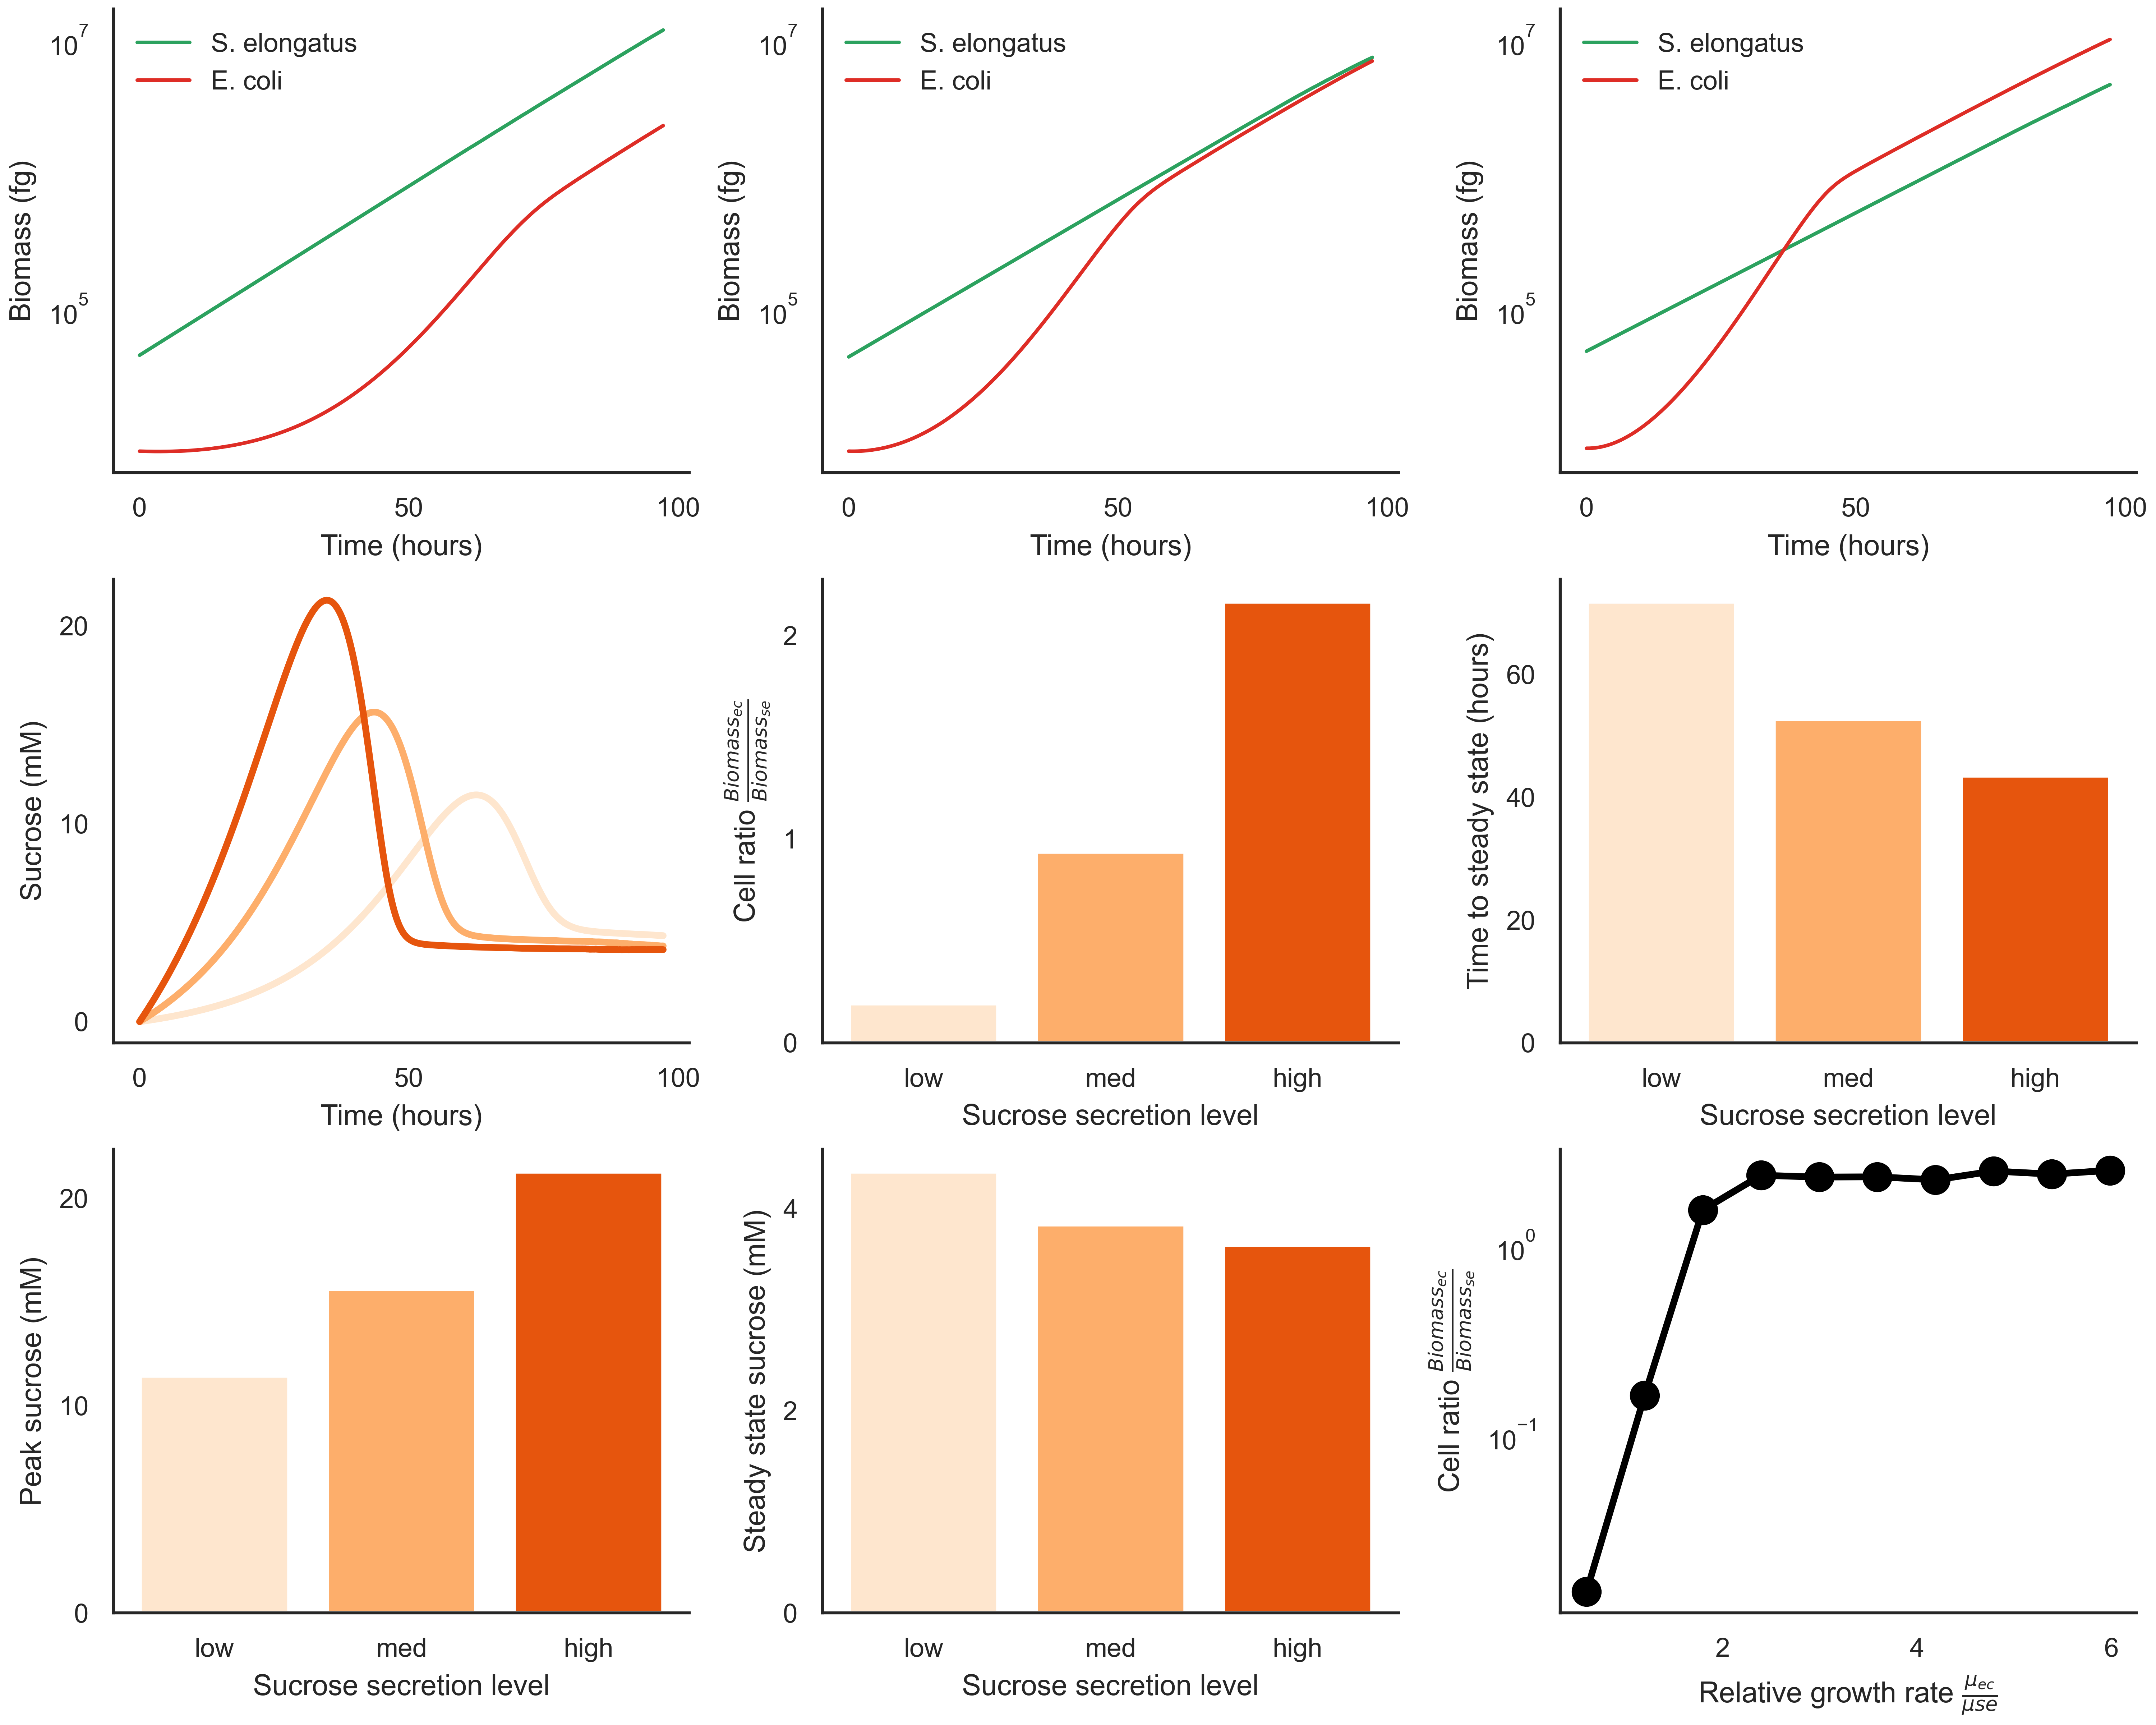 10^7
S. elongatus
E. coli
Biomass (fg)
10^5
0 50 100
Time (hours)
10^7
S. elongatus
E. coli
Biomass (fg)
10^5
0 50 100
Time (hours)
10^7
S. elongatus
E. coli
Biomass (fg)
10^5
0 50 100
Time (hours)
20
Sucrose (mM)
10
0
0 50 100
Time (hours)
2
Cell ratio Biomass_ec/Biomass_se
1
0
low med high
Sucrose secretion level
60
Time to steady state (hours)
40
20
0
low med high
Sucrose secretion level
20
Peak sucrose (mM)
10
0
low med high
Sucrose secretion level
4
Steady state sucrose (mM)
2
0
low med high
Sucrose secretion level
10^0
Cell ratio Biomass_ec/Biomass_se
10^−1
2 4 6
Relative growth rate μ_ec/μse